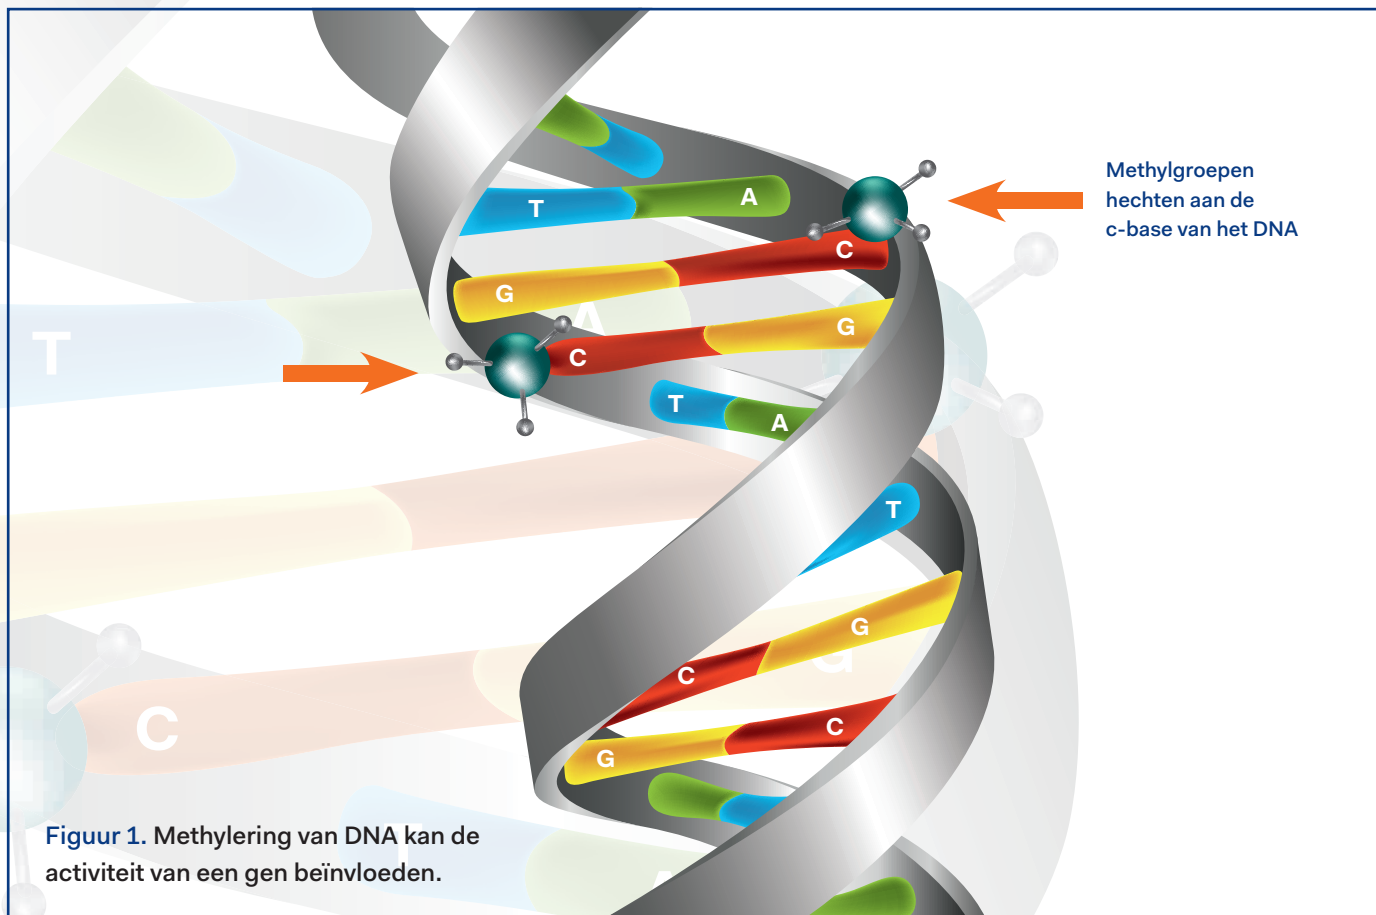 Methylgroepen
hechten aan de
c-base van het DNA
T A
G C
C G
T A
T
C G
G C
T
A
C
G
T
A
Figuur 1. Methylering van DNA kan de
activiteit van een gen beïnvloeden.